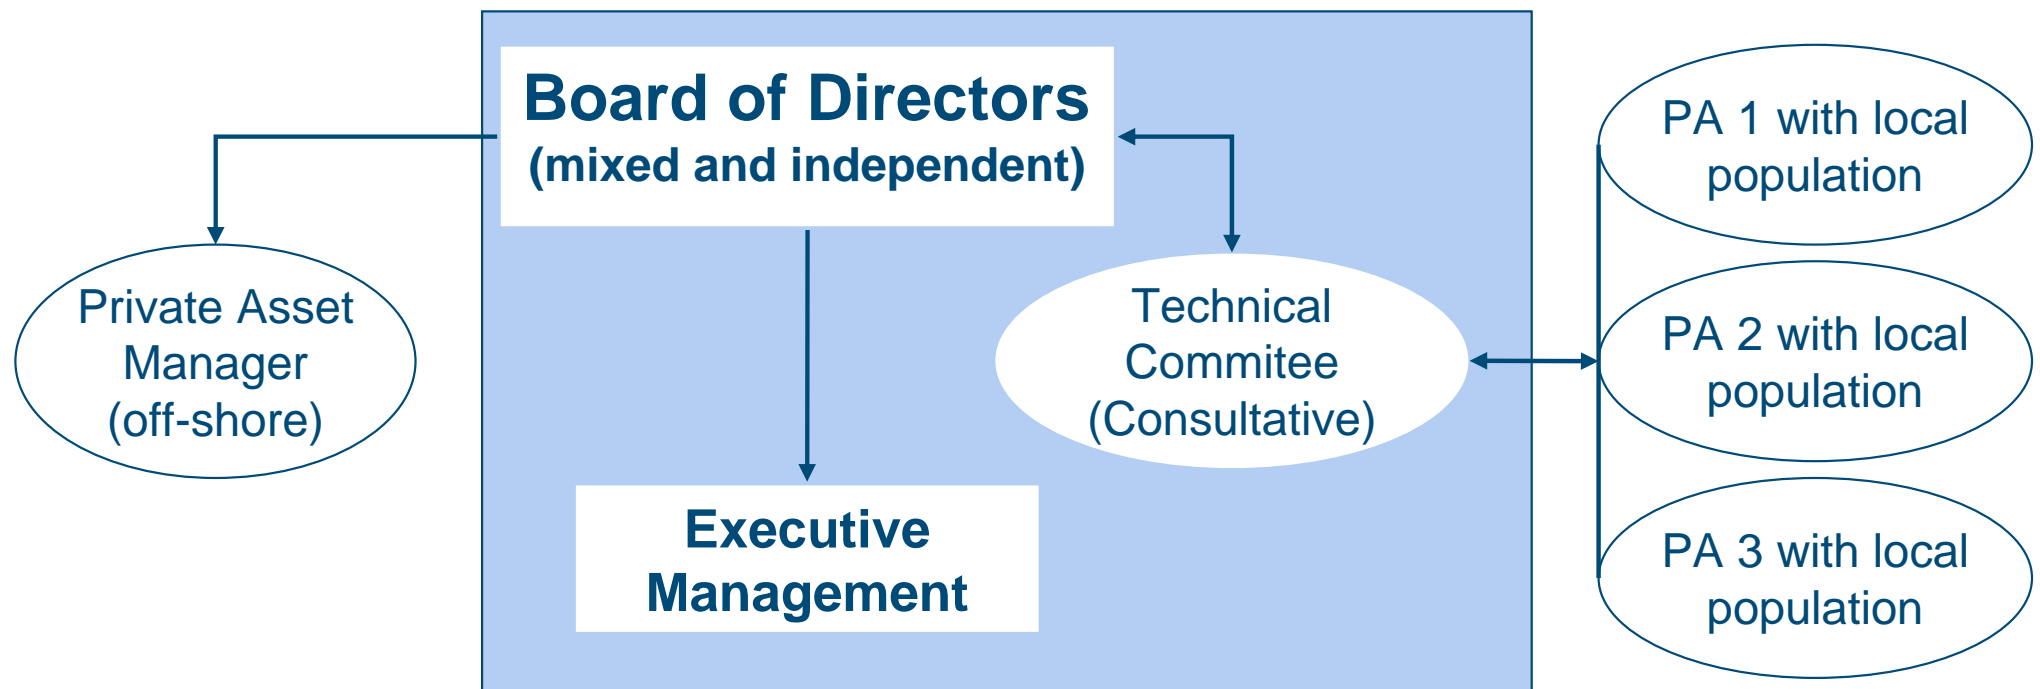 Board of Directors
(mixed and independent)
Private Asset
Manager
(off-shore)
Technical
Commitee
(Consultative)
Executive
Management
PA 1 with local
population
PA 2 with local
population
PA 3 with local
population